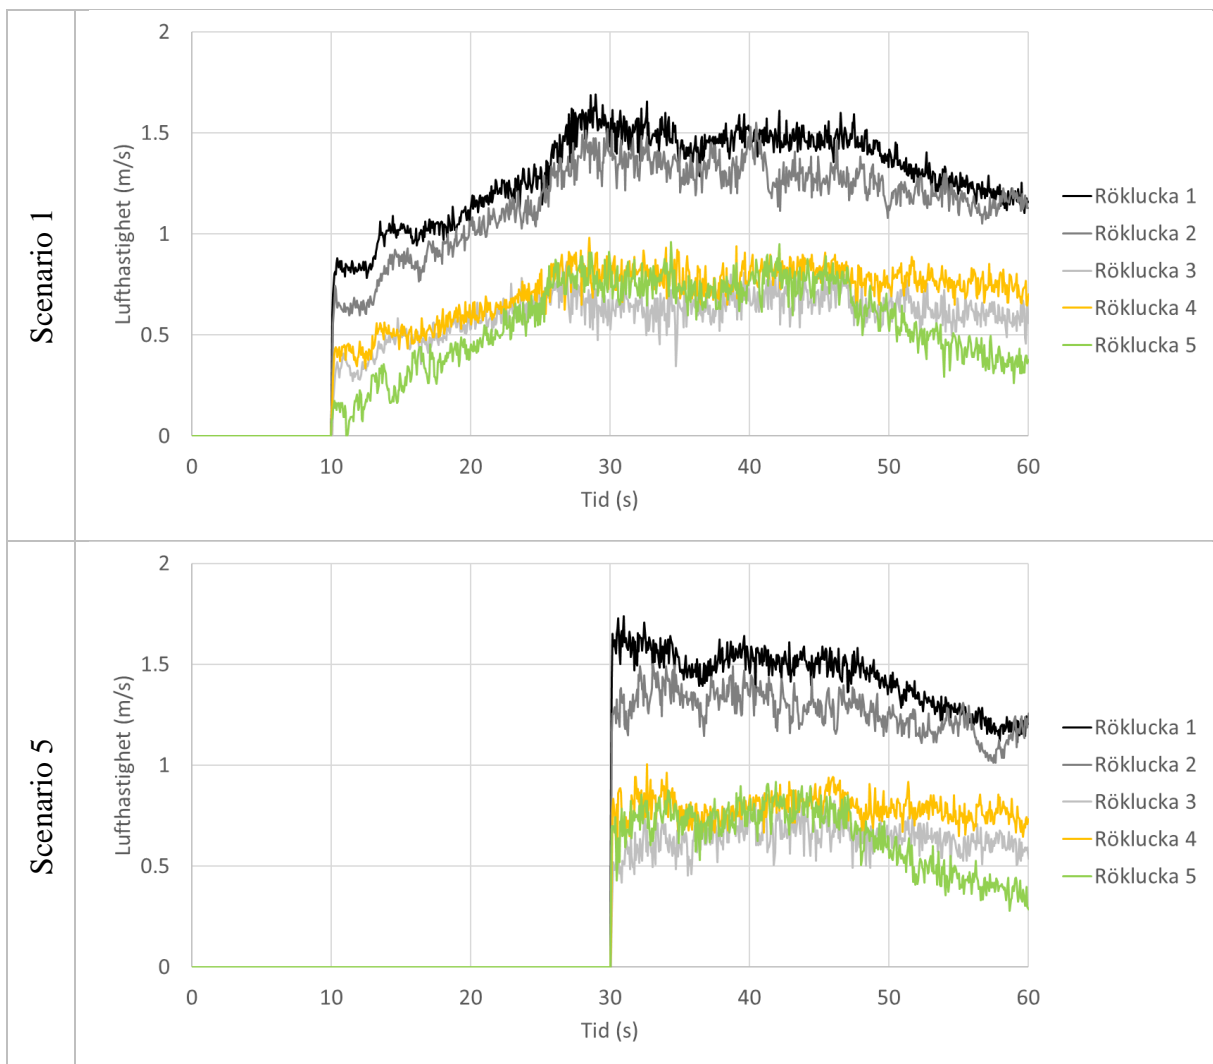 Scenario 1
Lufthastighet (m/s)
2
1.5
1
0.5
0
0 10 20 30 40 50 60
Tid (s)
Röklucka 1
Röklucka 2
Röklucka 3
Röklucka 4
Röklucka 5
Scenario 5
Lufthastighet (m/s)
2
1.5
1
0.5
0
0 10 20 30 40 50 60
Tid (s)
Röklucka 1
Röklucka 2
Röklucka 3
Röklucka 4
Röklucka 5